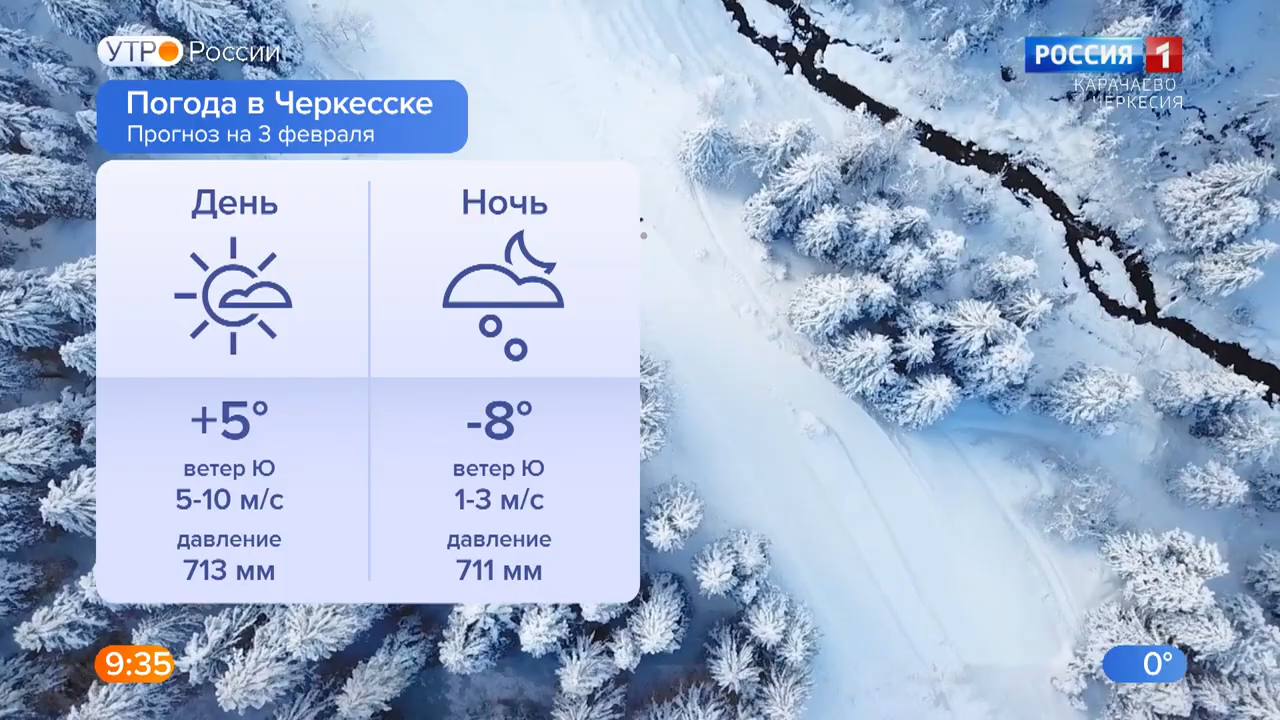 УТРО России
РОССИЯ 1
КАРАЧАЕВО
ЧЕРКЕСИЯ
Погода в Черкесске
Прогноз на 3 февраля
День
Ночь
+5°
-8°
ветер Ю
ветер Ю
5-10 м/с
1-3 м/с
давление
давление
713 мм
711 мм
9:35
0°